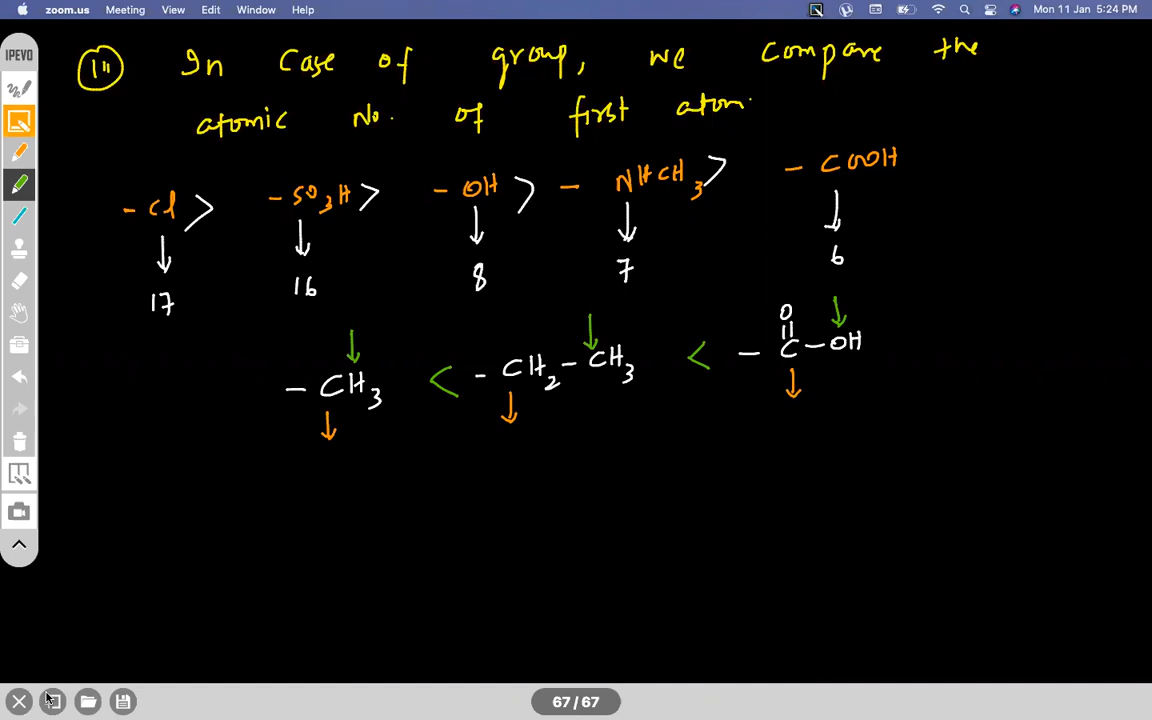 zoom.us Meeting View Edit Window Help Mon 11 Jan 5:24 PM
IPEVO
(iii) In Case of group, we compare the
atomic No. of first atom.
- Cl > - SO3H > - OH > - NHCH3 > - COOH
17 16 8 7 6
O
- CH3 < - CH2 - CH3 < - C - OH
67 / 67